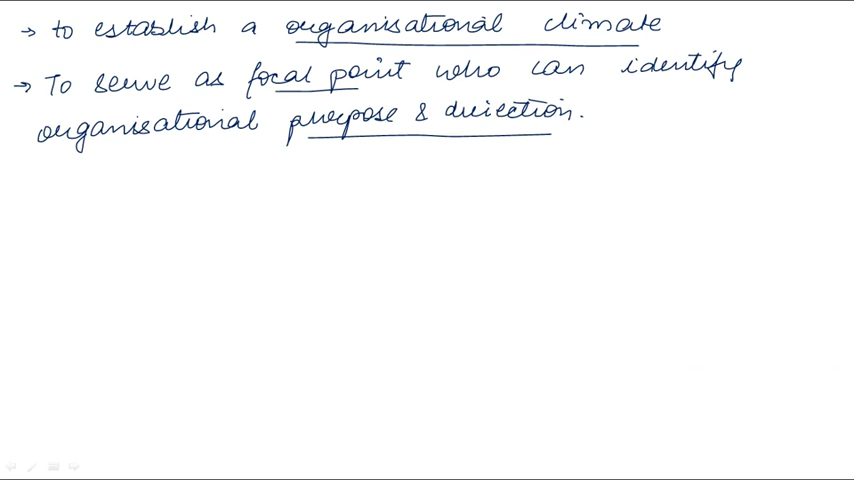 → to establish a organisational climate
→ To serve as focal point who can identify
organisational purpose & direction.